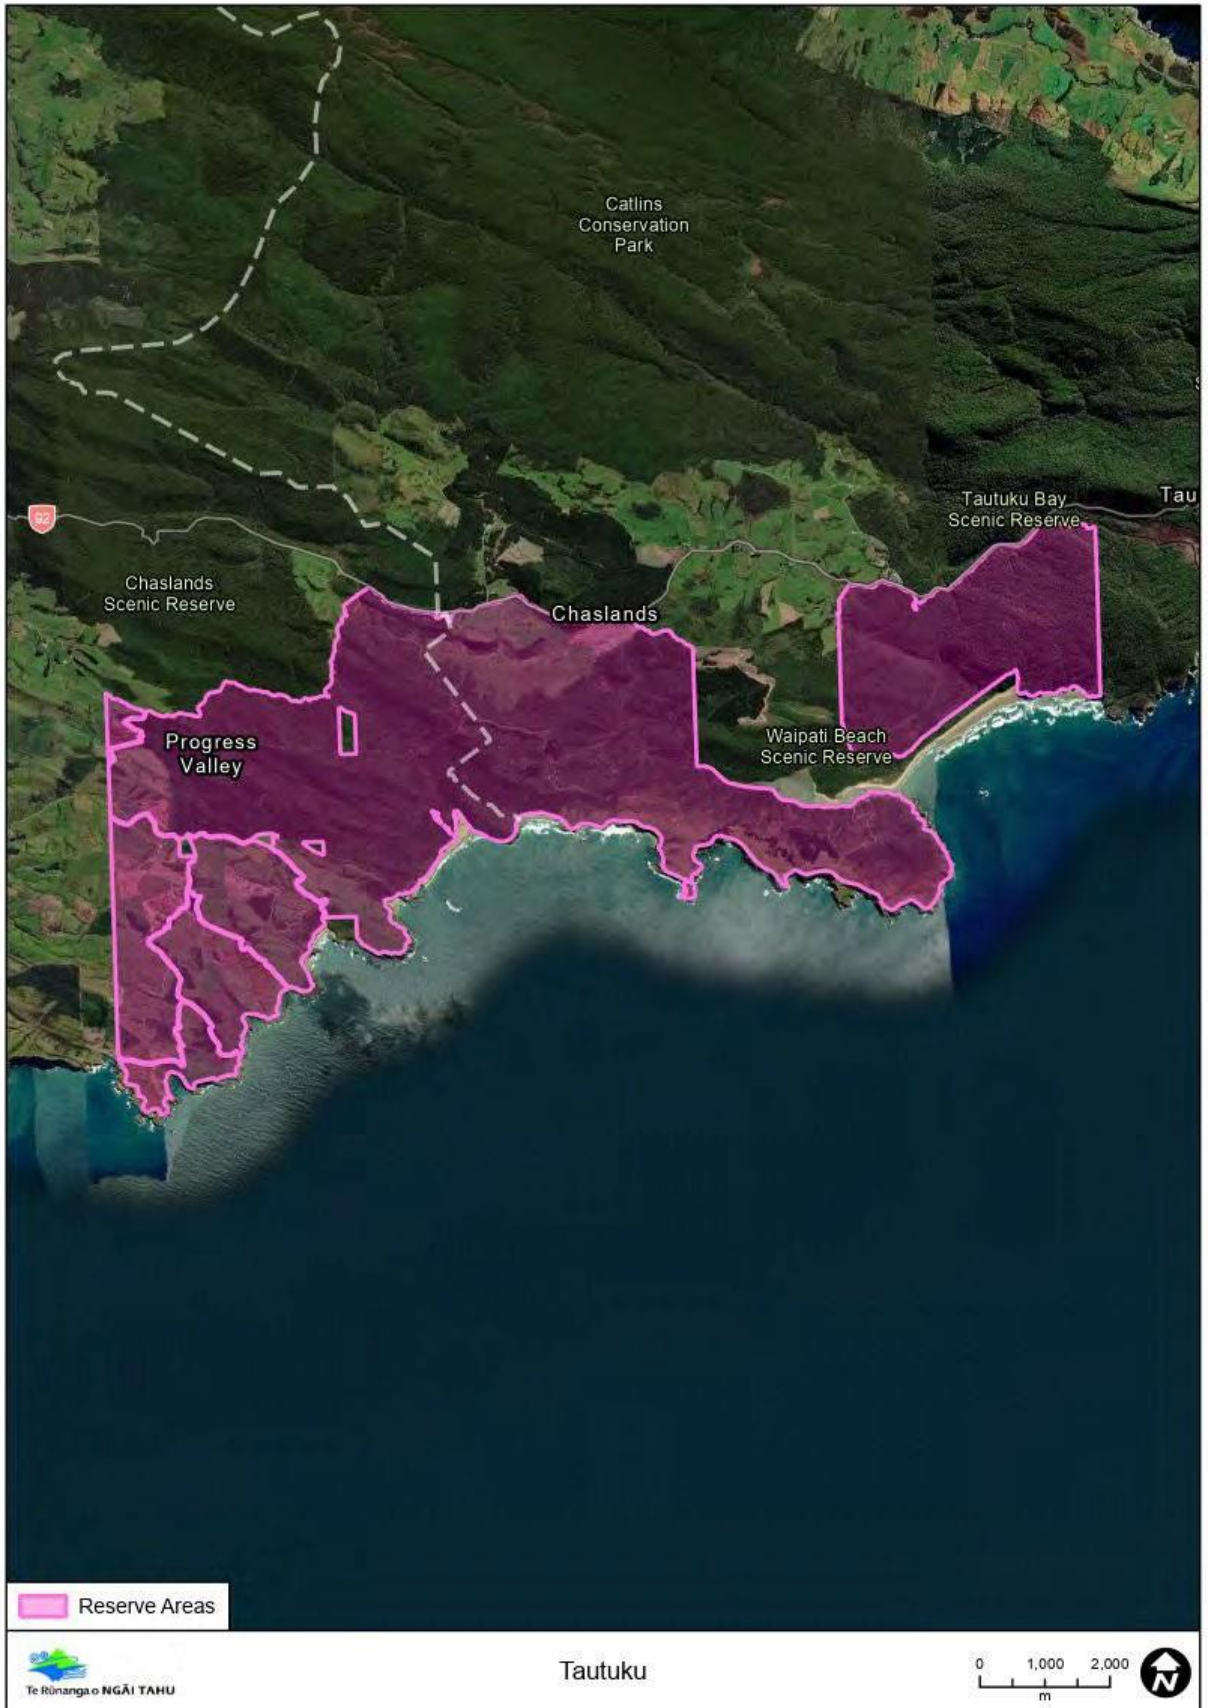 Catlins
Conservation
Park
Tautuku Bay
Scenic Reserve
Tau
92
Chaslands
Scenic Reserve
Chaslands
Progress
Valley
Waipati Beach
Scenic Reserve
Reserve Areas
Te Rūnanga o NGĀI TAHU
Tautuku
0 1,000 2,000
m
N